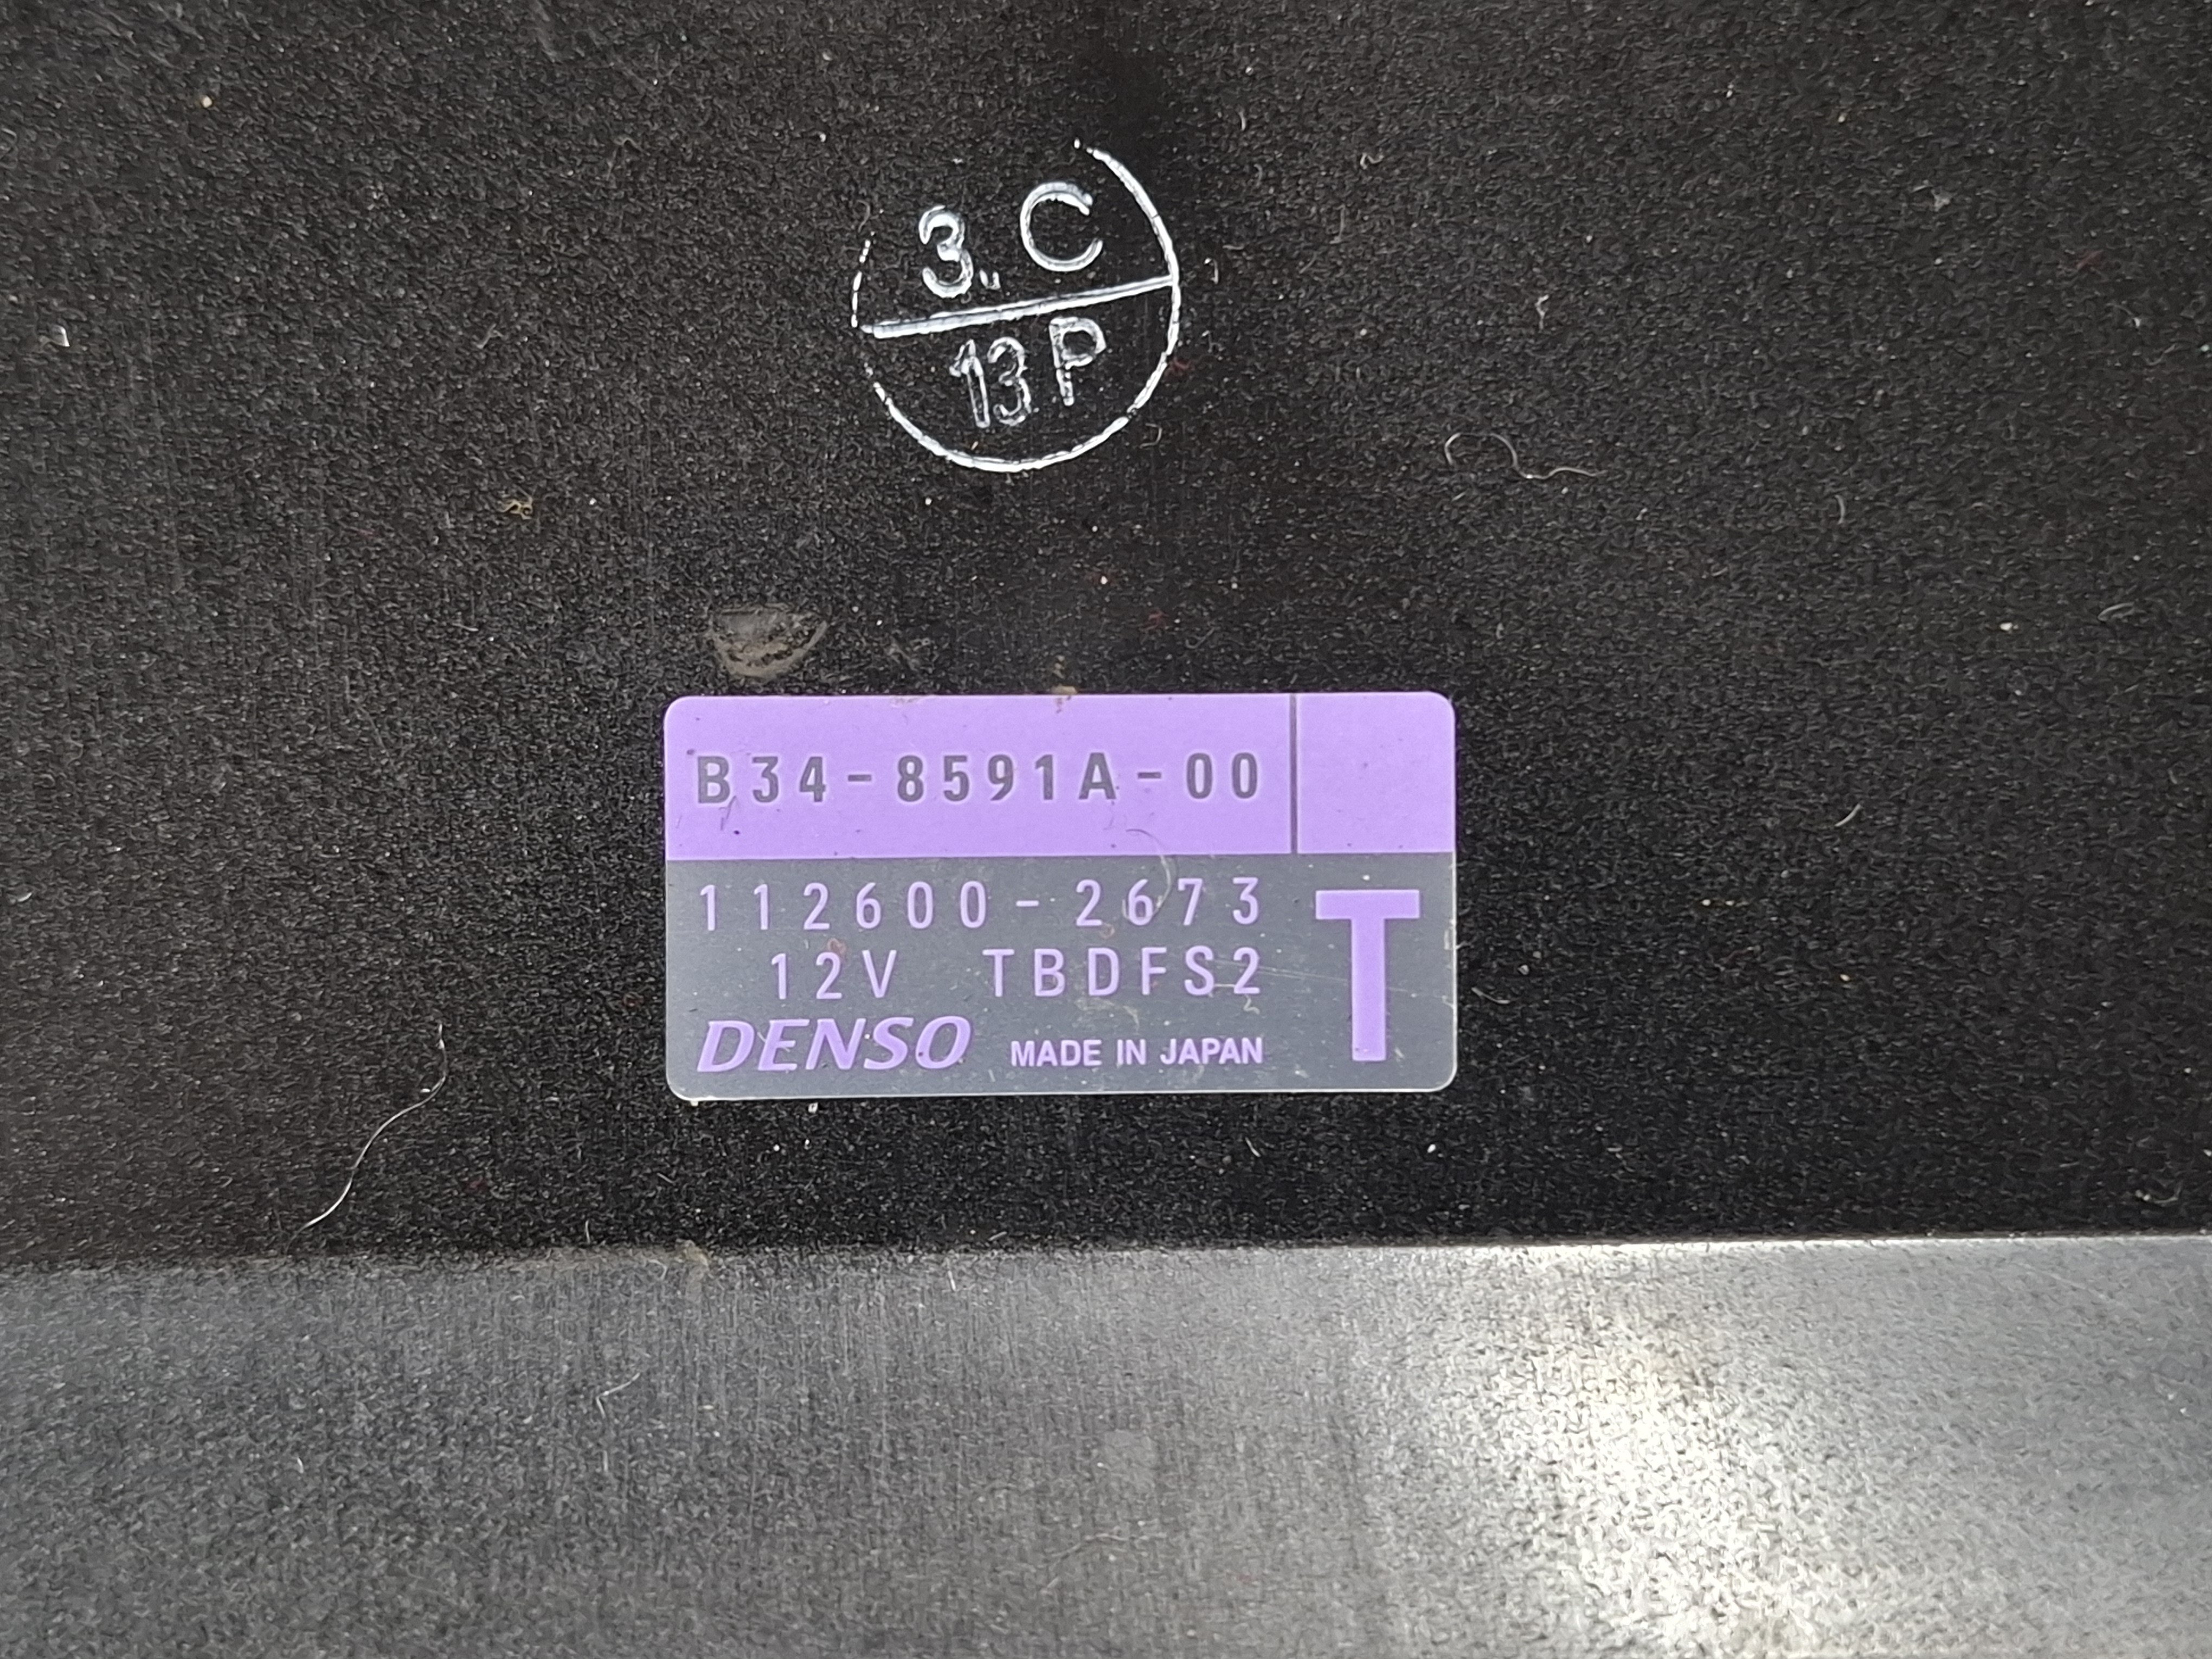 3. C
13P
B34-8591A-00
112600-2673
12V TBDFS2
T
DENSO MADE IN JAPAN